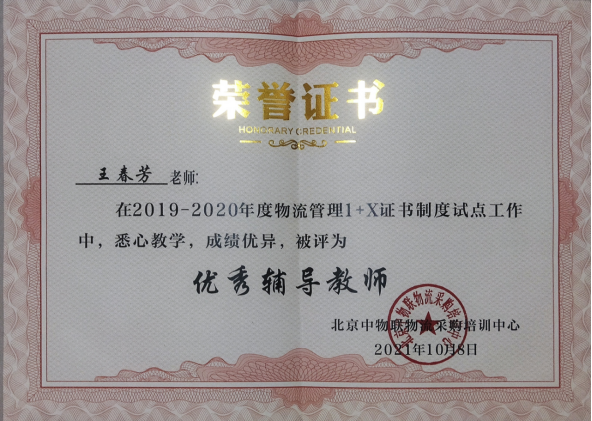 荣誉证书
HONORARY CREDENTIAL
王春芳 老师:
在2019-2020年度物流管理1+X证书制度试点工作
中，悉心教学，成绩优异，被评为
优秀辅导教师
北京中物联物流采购培训中心
2021年10月8日